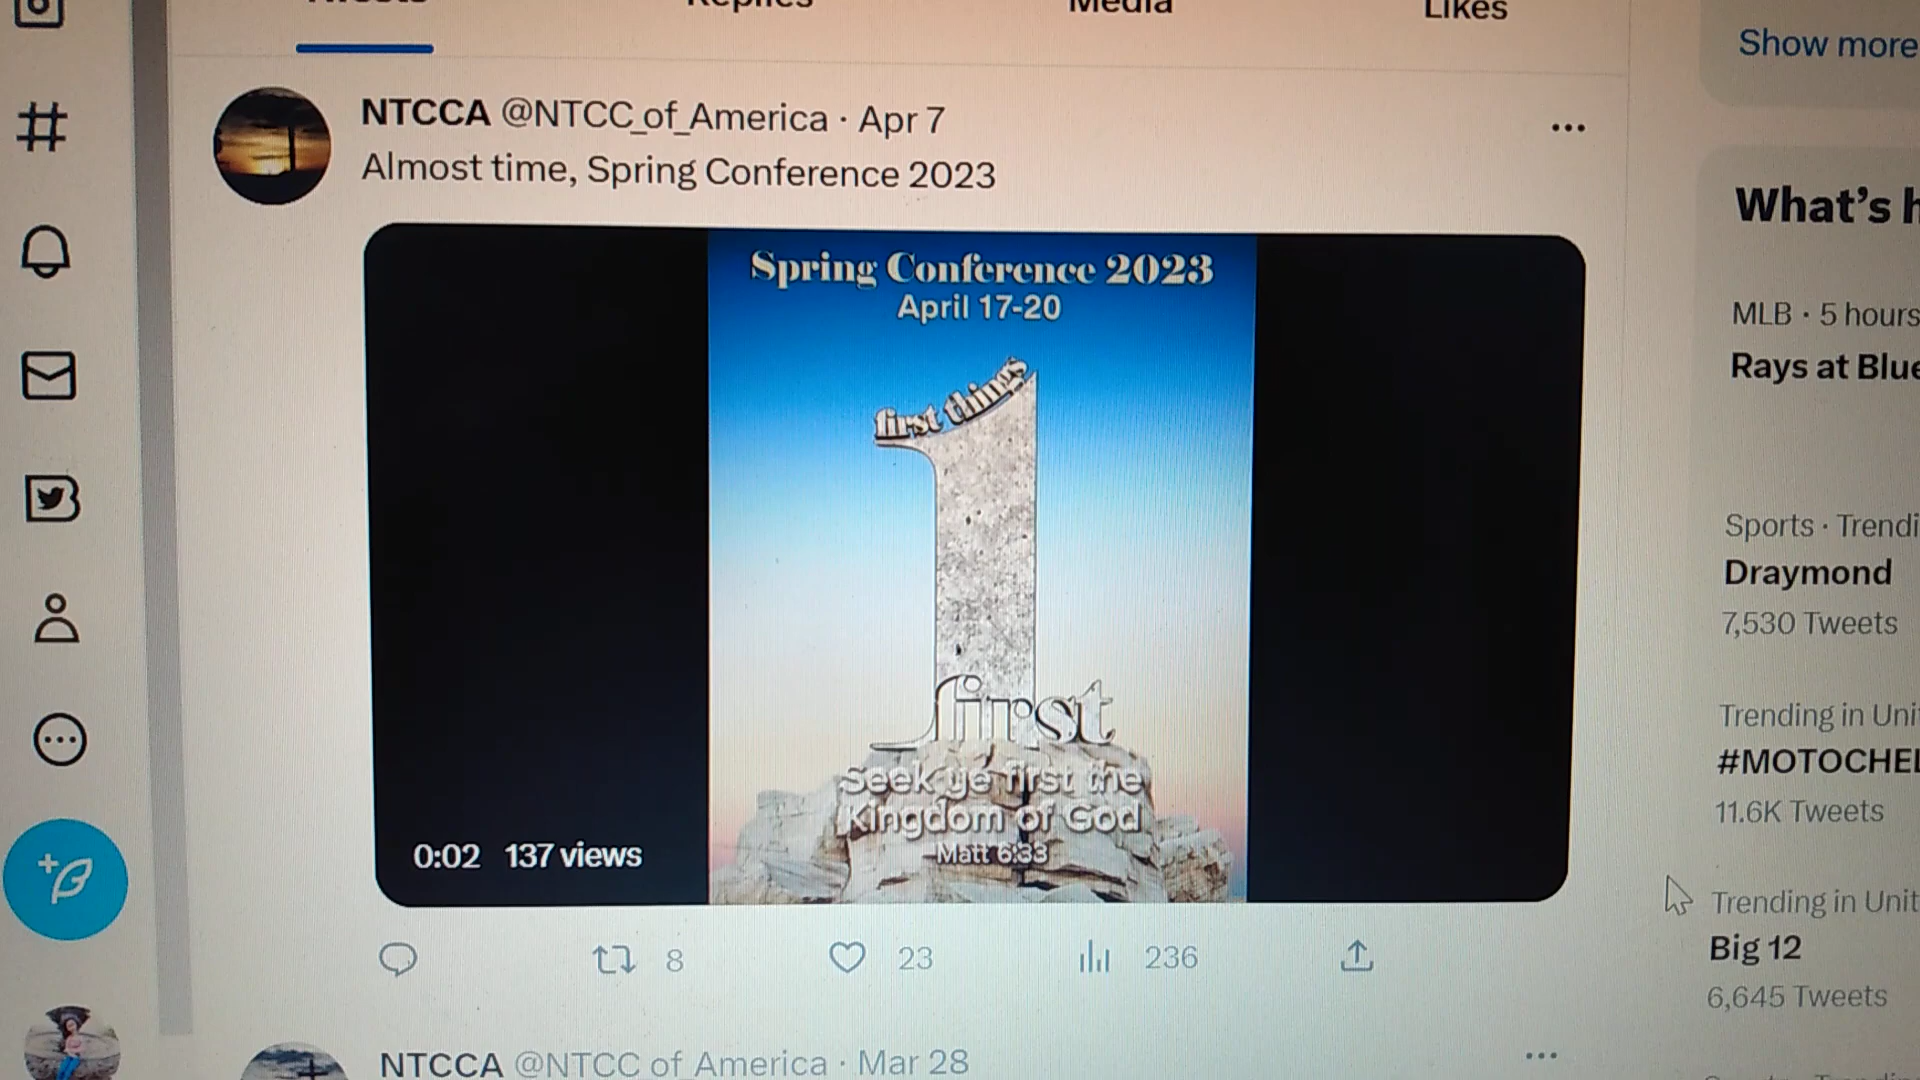 Tweets
Replies
Media
Likes
Show more
NTCCA @NTCC_of_America · Apr 7
Almost time, Spring Conference 2023
Spring Conference 2023
April 17-20
first things
first
Seek ye first the
Kingdom of God
Matt 6:33
0:02 137 views
8 23 236
NTCCA @NTCC_of_America · Mar 28
What's h
MLB · 5 hours
Rays at Blue
Sports · Trendi
Draymond
7,530 Tweets
Trending in Unit
#MOTOCHEL
11.6K Tweets
Trending in Unit
Big 12
6,645 Tweets